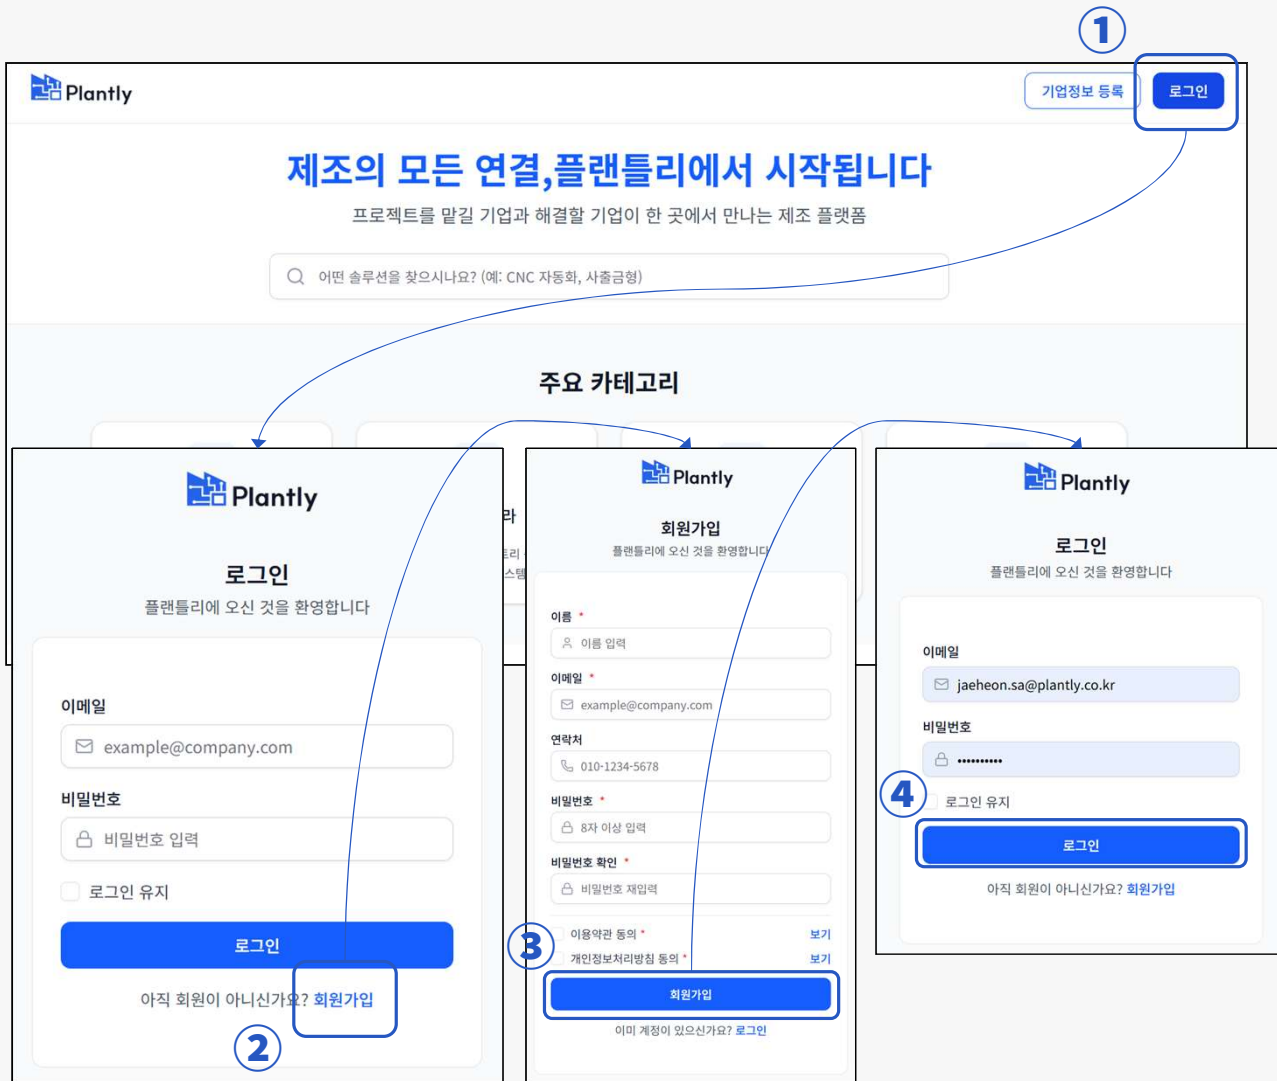 ①
Plantly
기업정보 등록
로그인
제조의 모든 연결,플랜틀리에서 시작됩니다
프로젝트를 맡길 기업과 해결할 기업이 한 곳에서 만나는 제조 플랫폼
어떤 솔루션을 찾으시나요? (예: CNC 자동화, 사출금형)
주요 카테고리
라
트리
스템
Plantly
로그인
플랜틀리에 오신 것을 환영합니다
이메일
example@company.com
비밀번호
비밀번호 입력
로그인 유지
로그인
아직 회원이 아니신가요? 회원가입
②
Plantly
회원가입
플랜틀리에 오신 것을 환영합니다
이름 *
이름 입력
이메일 *
example@company.com
연락처
010-1234-5678
비밀번호 *
8자 이상 입력
비밀번호 확인 *
비밀번호 재입력
③
이용약관 동의 * 보기
개인정보처리방침 동의 * 보기
회원가입
이미 계정이 있으신가요? 로그인
Plantly
로그인
플랜틀리에 오신 것을 환영합니다
이메일
jaeheon.sa@plantly.co.kr
비밀번호
••••••••••
④
로그인 유지
로그인
아직 회원이 아니신가요? 회원가입